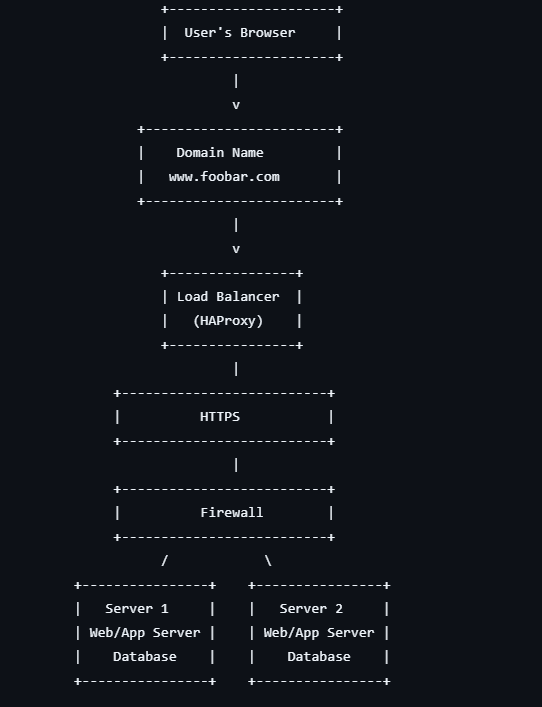 User's Browser
v
Domain Name
www.foobar.com
v
Load Balancer
(HAProxy)
HTTPS
Firewall
Server 1 Server 2
Web/App Server Web/App Server
Database Database